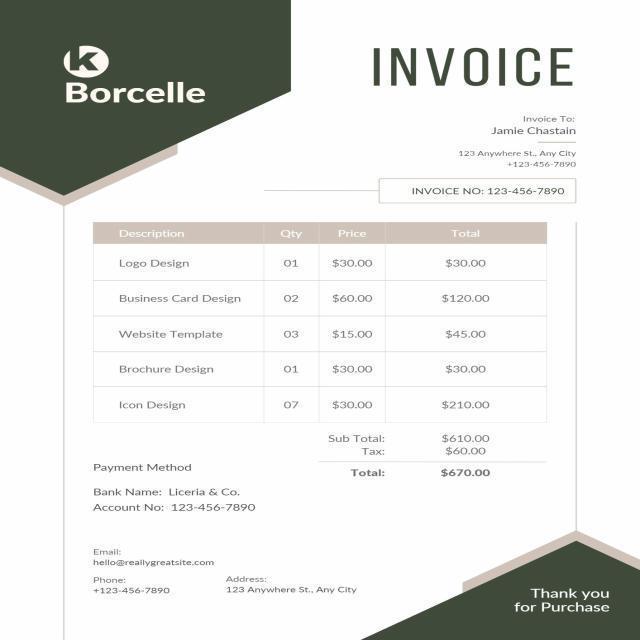 K
Borcelle
INVOICE
Invoice To:
Jamie Chastain
123 Anywhere St., Any City
+123-456-7890
INVOICE NO: 123-456-7890
Description Qty Price Total
Logo Design 01 $30.00 $30.00
Business Card Design 02 $60.00 $120.00
Website Template 03 $15.00 $45.00
Brochure Design 01 $30.00 $30.00
Icon Design 07 $30.00 $210.00
Sub Total: $610.00
Tax: $60.00
Total: $670.00
Payment Method
Bank Name: Liceria & Co.
Account No: 123-456-7890
Email:
hello@reallygreatsite.com
Phone:
+123-456-7890
Address:
123 Anywhere St., Any City
Thank you
for Purchase